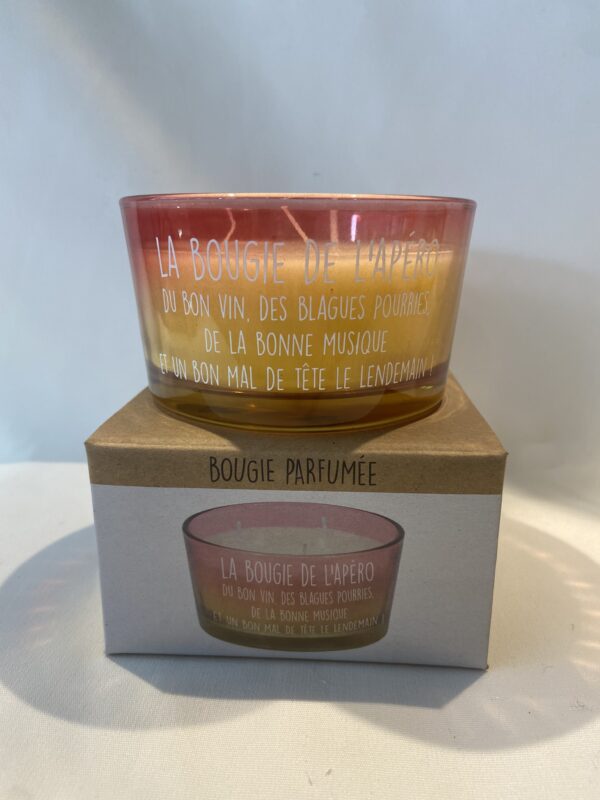 LA BOUGIE DE L'APÉRO
DU BON VIN, DES BLAGUES POURRIES,
DE LA BONNE MUSIQUE
ET UN BON MAL DE TÊTE LE LENDEMAIN !
BOUGIE PARFUMÉE
LA BOUGIE DE L'APÉRO
DU BON VIN, DES BLAGUES POURRIES,
DE LA BONNE MUSIQUE
ET UN BON MAL DE TÊTE LE LENDEMAIN !